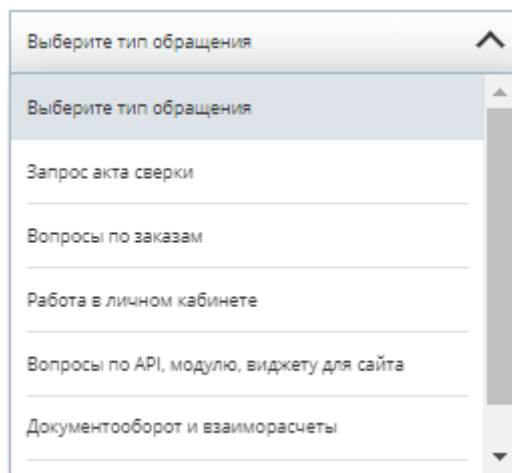 Выберите тип обращения
Выберите тип обращения
Запрос акта сверки
Вопросы по заказам
Работа в личном кабинете
Вопросы по API, модулю, виджету для сайта
Документооборот и взаиморасчеты